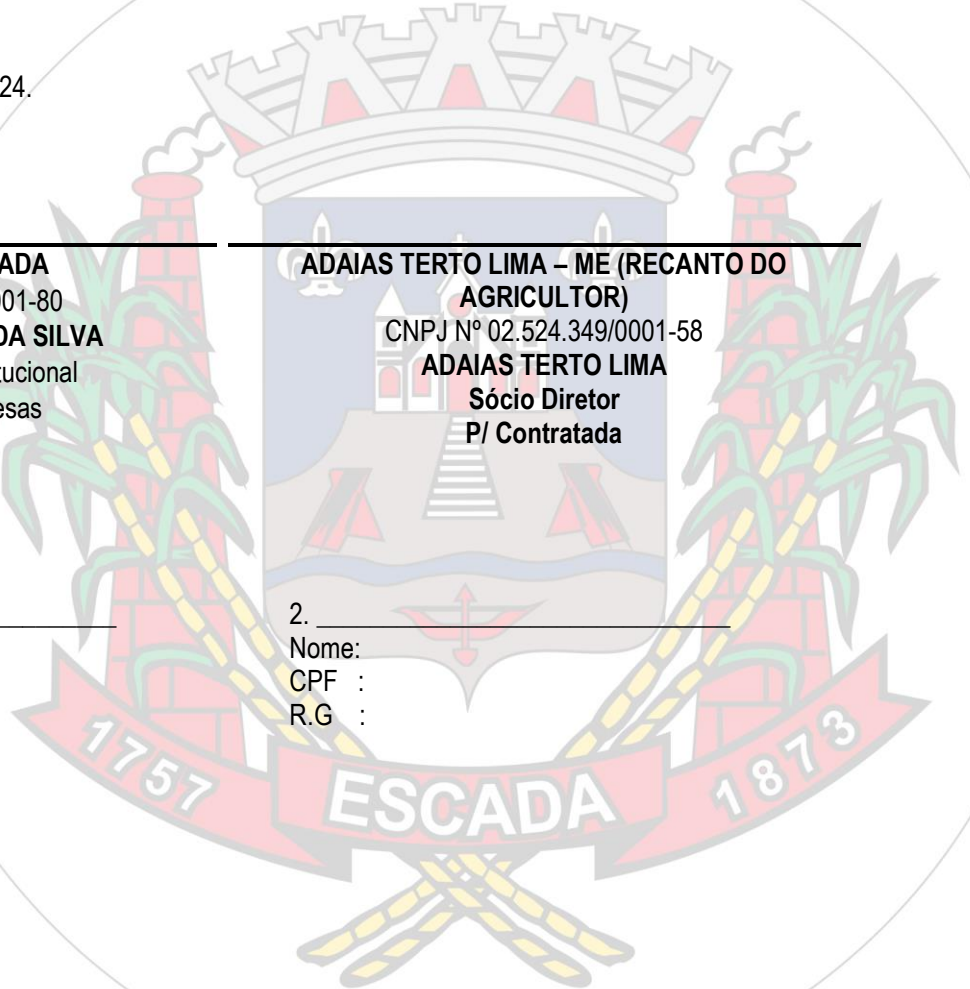 24.
ADA
001-80
DA SILVA
tucional
esas
ADAIAS TERTO LIMA – ME (RECANTO DO
AGRICULTOR)
CNPJ Nº 02.524.349/0001-58
ADAIAS TERTO LIMA
Sócio Diretor
P/ Contratada
2. ______________________________
Nome:
CPF :
R.G :
1757
ESCADA
1873